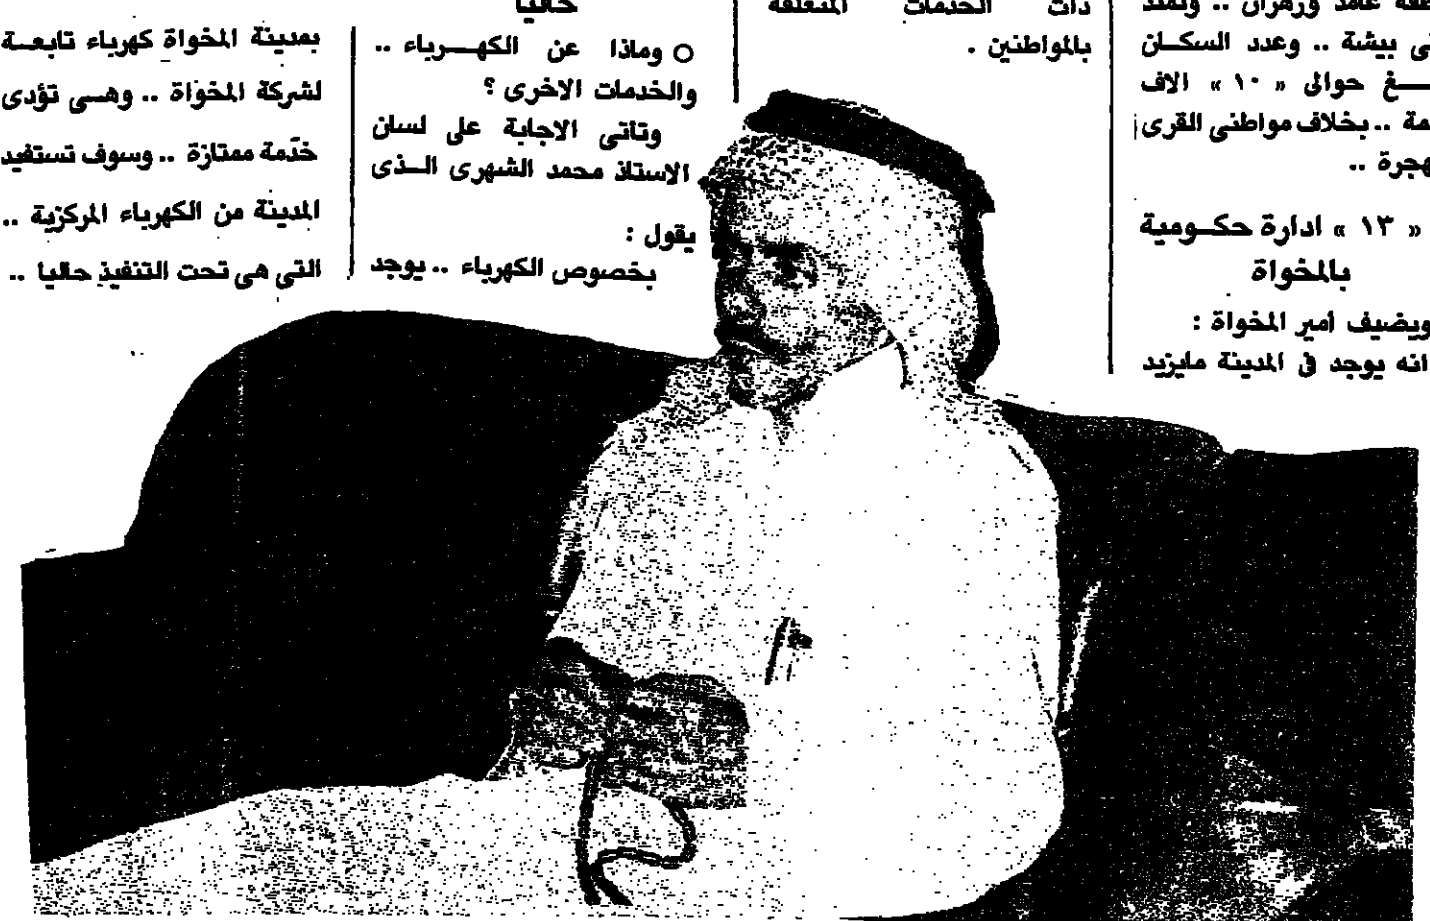 غامد وزهران .. وتمتد
بيشة .. وعدد السكان
حوالى « ١٠ » الاف
.. بخلاف مواطنى القرى
..
« ١٣ » ادارة حكومية
بالمخواة
ويضيف أمير المخواة :
انه يوجد فى المدينة مايزيد
ذات الخدمات المتعلقة
بالمواطنين .
حاليا
○ وماذا عن الكهرباء ..
والخدمات الاخرى ؟
وتاتى الاجابة على لسان
الاستاذ محمد الشهرى الذى
يقول :
بخصوص الكهرباء .. يوجد
بمدينة المخواة كهرباء تابعة
لشركة المخواة .. وهى تؤدى
خدمة ممتازة .. وسوف تستفيد
المدينة من الكهرباء المركزية ..
التى هى تحت التنفيذ حاليا ..